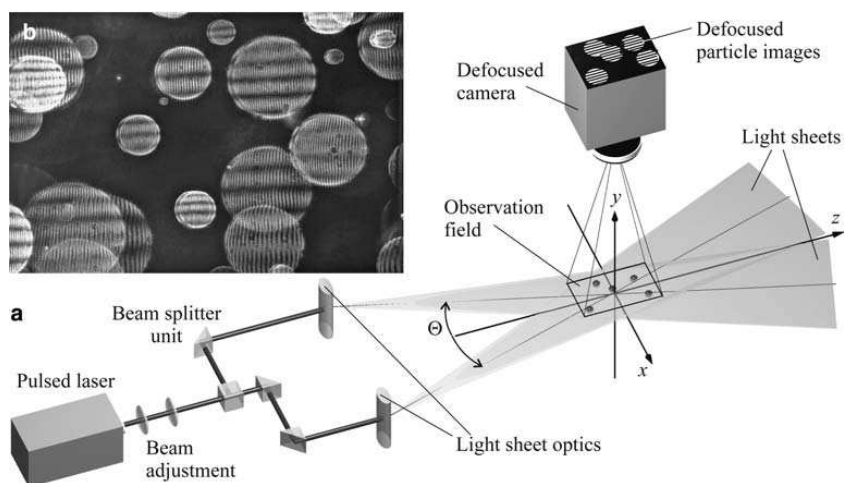 b
Defocused
particle images
Defocused
camera
Light sheets
Observation
field
y
z
a
Beam splitter
unit
Θ
x
Pulsed laser
Beam
adjustment
Light sheet optics